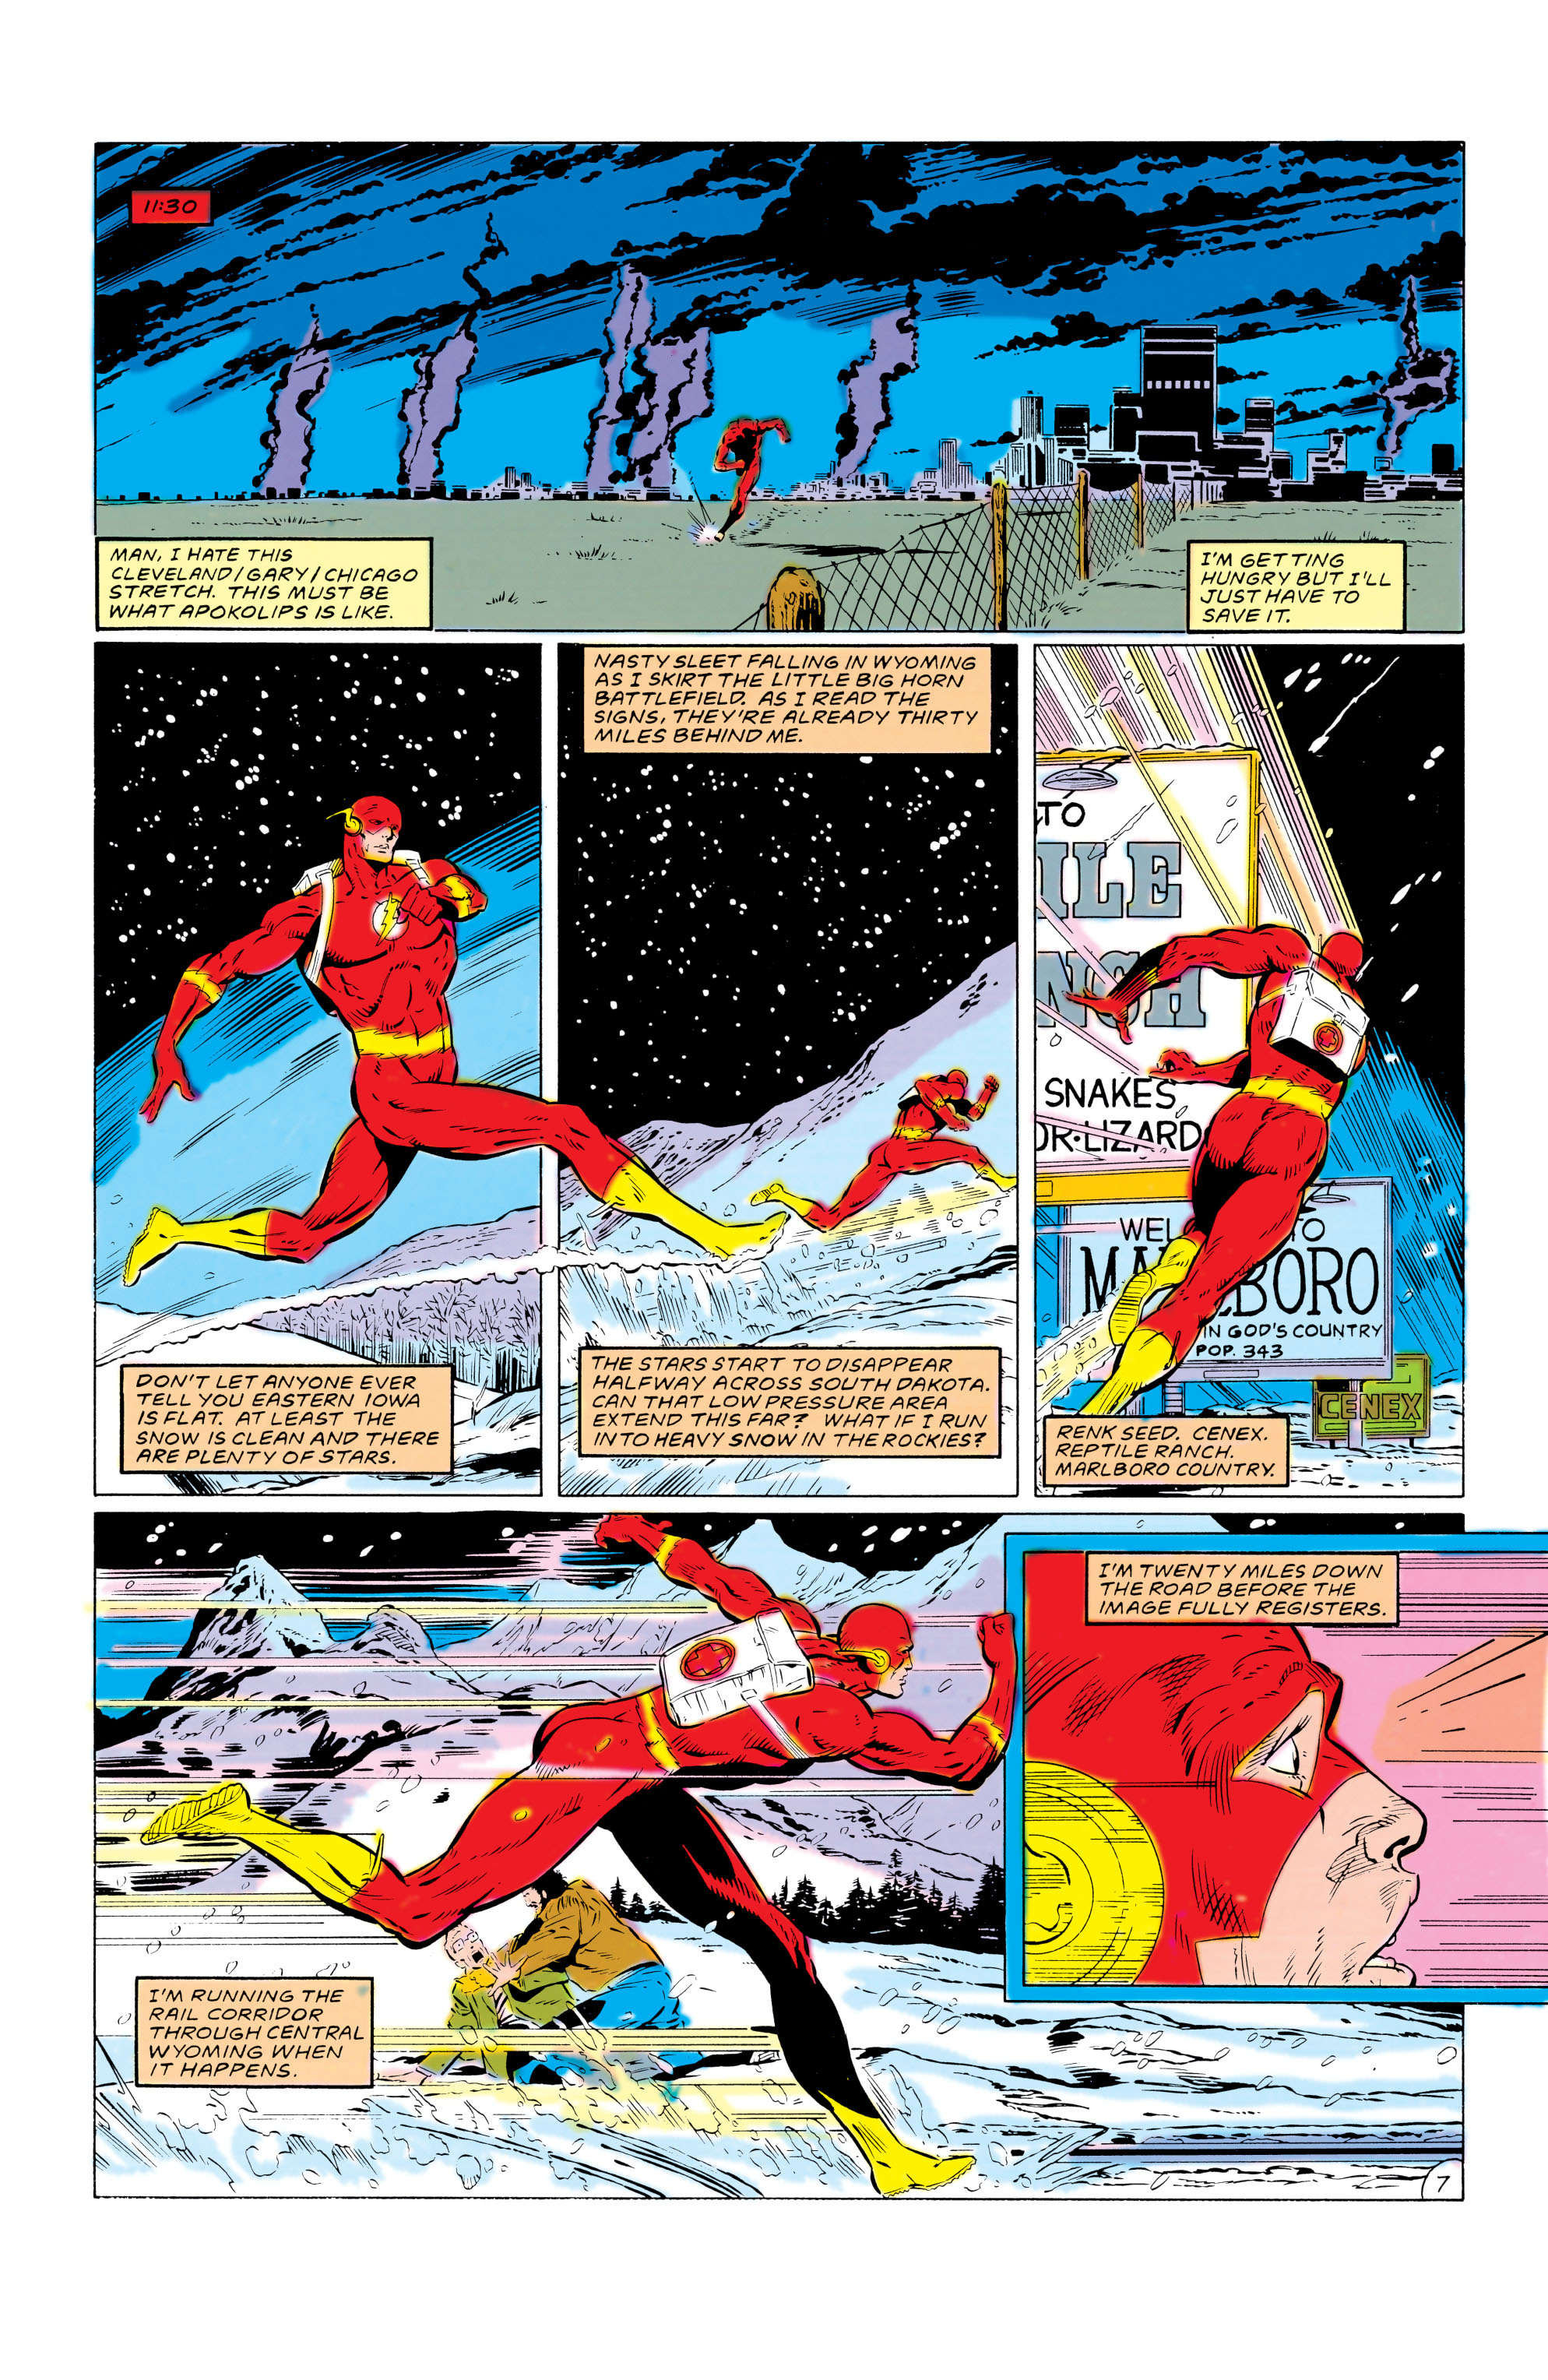 11:30
MAN, I HATE THIS
CLEVELAND/GARY/CHICAGO
STRETCH. THIS MUST BE
WHAT APOKOLIPS IS LIKE.
I'M GETTING
HUNGRY BUT I'LL
JUST HAVE TO
SAVE IT.
DON'T LET ANYONE EVER
TELL YOU EASTERN IOWA
IS FLAT. AT LEAST THE
SNOW IS CLEAN AND THERE
ARE PLENTY OF STARS.
NASTY SLEET FALLING IN WYOMING
AS I SKIRT THE LITTLE BIG HORN
BATTLEFIELD. AS I READ THE
SIGNS, THEY'RE ALREADY THIRTY
MILES BEHIND ME.
THE STARS START TO DISAPPEAR
HALFWAY ACROSS SOUTH DAKOTA.
CAN THAT LOW PRESSURE AREA
EXTEND THIS FAR? WHAT IF I RUN
INTO HEAVY SNOW IN THE ROCKIES?
TO
ILE
NCH
SNAKES
OR·LIZARD
WEL TO
MA BORO
IN GOD'S COUNTRY
POP. 343
CENEX
RENK SEED. CENEX.
REPTILE RANCH.
MARLBORO COUNTRY.
I'M RUNNING THE
RAIL CORRIDOR
THROUGH CENTRAL
WYOMING WHEN
IT HAPPENS.
I'M TWENTY MILES DOWN
THE ROAD BEFORE THE
IMAGE FULLY REGISTERS.
7